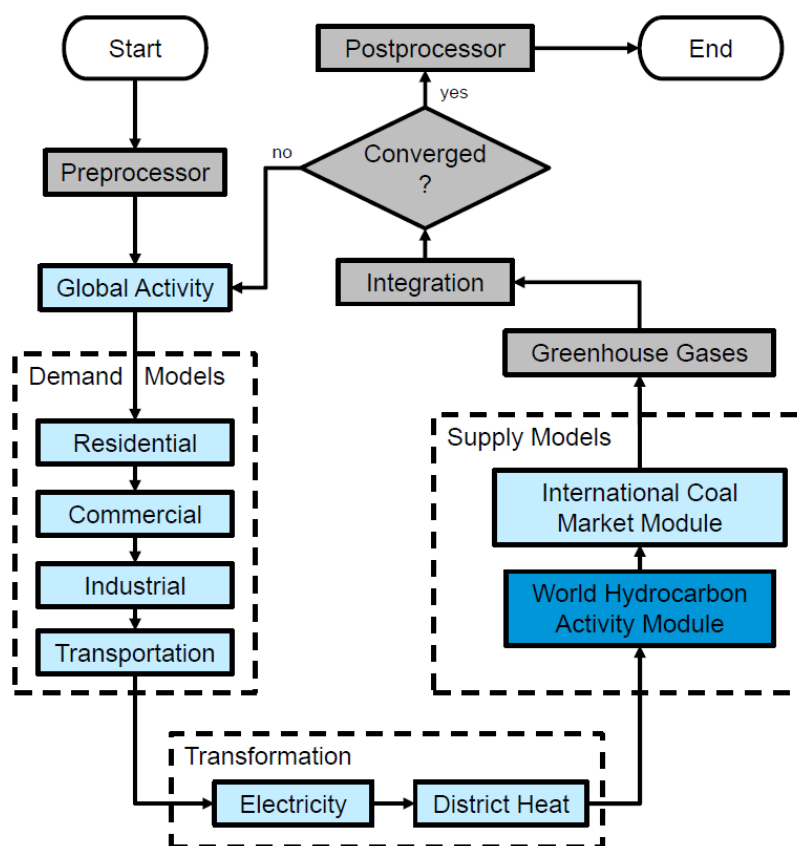 Start
Postprocessor
End
yes
no
Converged
?
Preprocessor
Global Activity
Integration
Greenhouse Gases
Demand Models
Residential
Commercial
Industrial
Transportation
Supply Models
International Coal
Market Module
World Hydrocarbon
Activity Module
Transformation
Electricity
District Heat